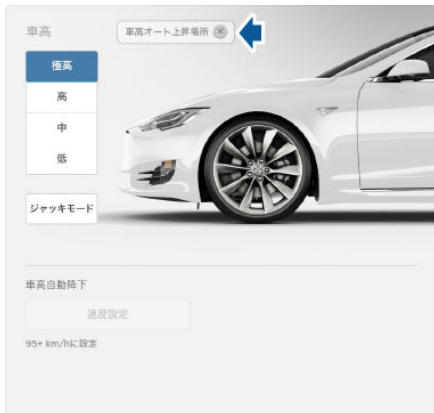 車高
車高オート上昇場所
極高
高
中
低
ジャッキモード
車高自動降下
速度設定
95+ km/hに設定